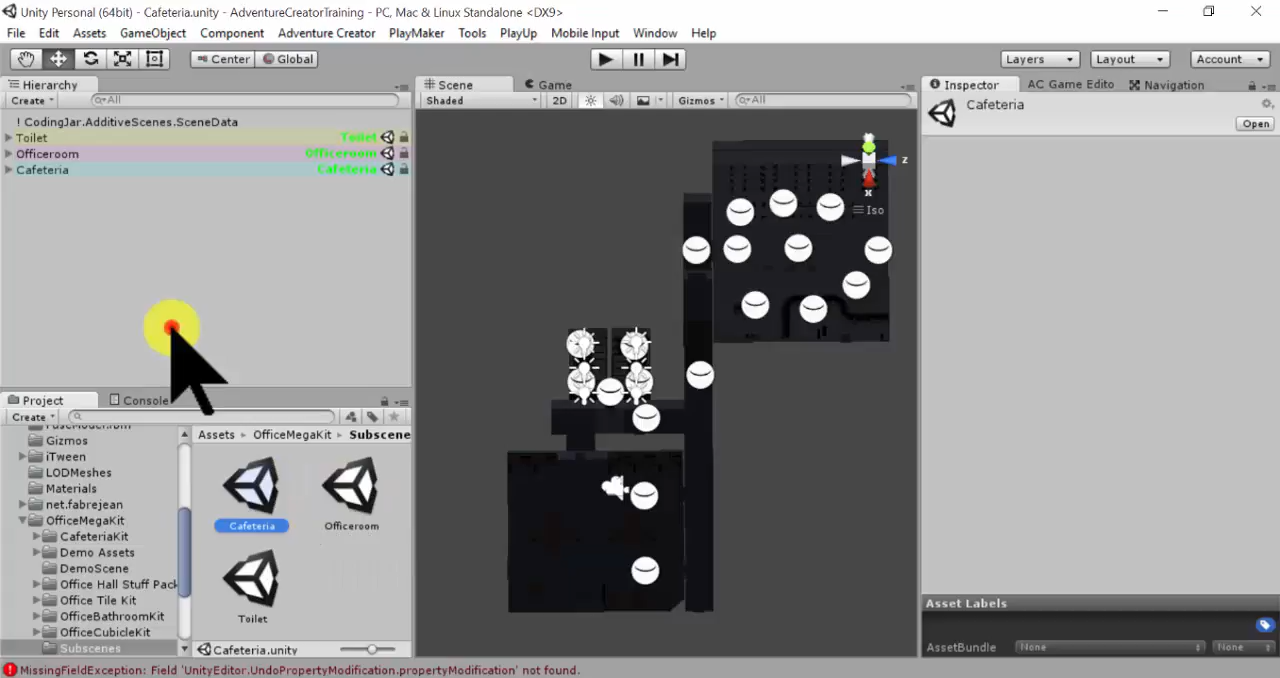 Unity Personal (64bit) - Cafeteria.unity - AdventureCreatorTraining - PC, Mac & Linux Standalone <DX9>
File Edit Assets GameObject Component Adventure Creator PlayMaker Tools PlayUp Mobile Input Window Help
Center Global Layers Layout Account
Hierarchy Scene Game Inspector AC Game Edito Navigation
Create All Shaded 2D Gizmos All Cafeteria
Open
! CodingJar.AdditiveScenes.SceneData
Toilet Toilet
Officeroom Officeroom
Cafeteria Cafeteria
z
x
Iso
Project Console
Create
Assets OfficeMegaKit Subscene
Gizmos
iTween
LODMeshes
Materials
net.fabrejean
OfficeMegaKit
CafeteriaKit
Demo Assets
DemoScene
Office Hall Stuff Pack
Office Tile Kit
OfficeBathroomKit
OfficeCubicleKit
Subscenes
Cafeteria Officeroom
Toilet
Cafeteria.unity
Asset Labels
AssetBundle None None
MissingFieldException: Field 'UnityEditor.UndoPropertyModification.propertyModification' not found.